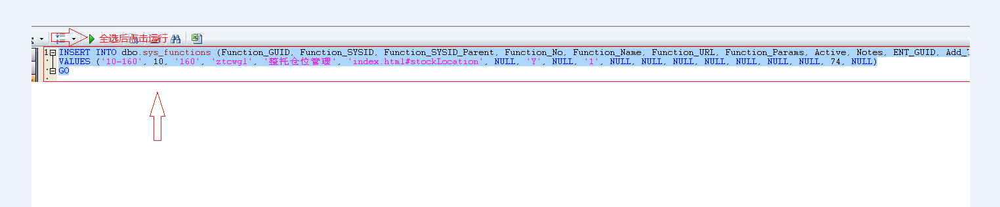 全选后点击运行
1 INSERT INTO dbo.sys_functions (Function_GUID, Function_SYSID, Function_SYSID_Parent, Function_No, Function_Name, Function_URL, Function_Params, Active, Notes, ENT_GUID, Add_T
VALUES ('10-160', 10, '160', 'ztcwgl', '整托仓位管理', 'index.html#stockLocation', NULL, 'Y', NULL, '1', NULL, NULL, NULL, NULL, NULL, NULL, NULL, 74, NULL)
GO